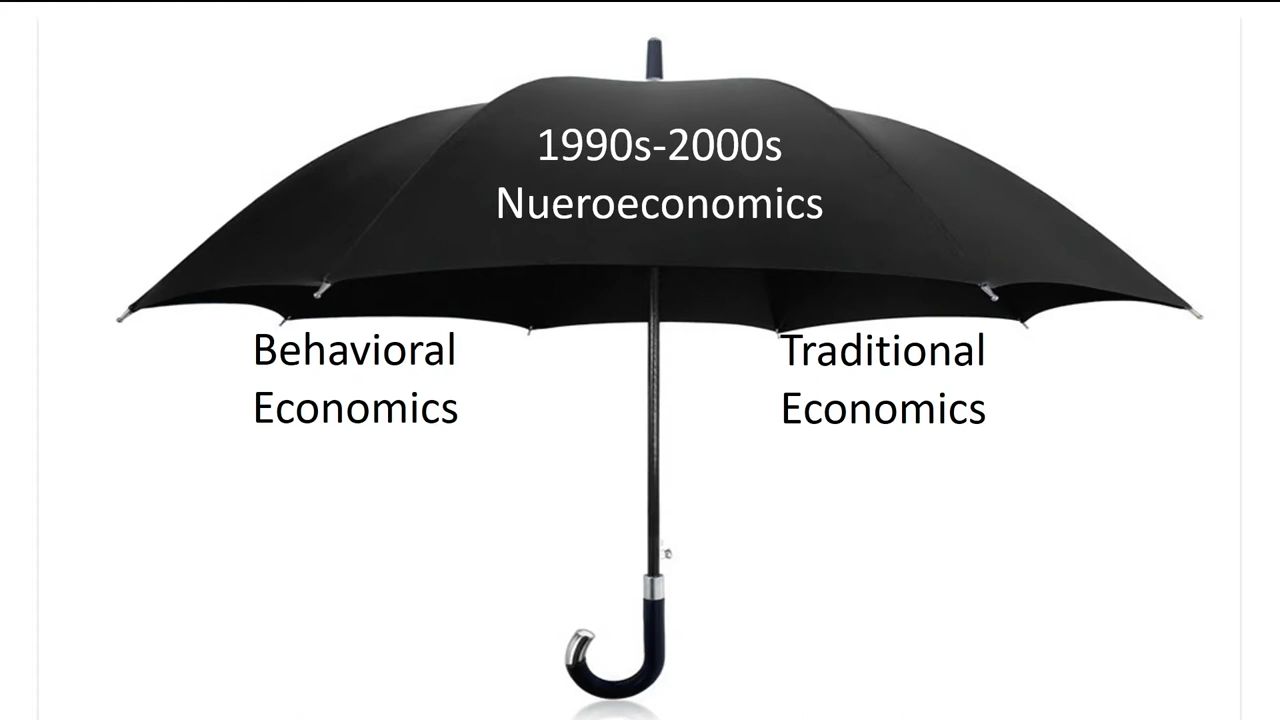 1990s-2000s
Nueroeconomics
Behavioral
Economics
Traditional
Economics